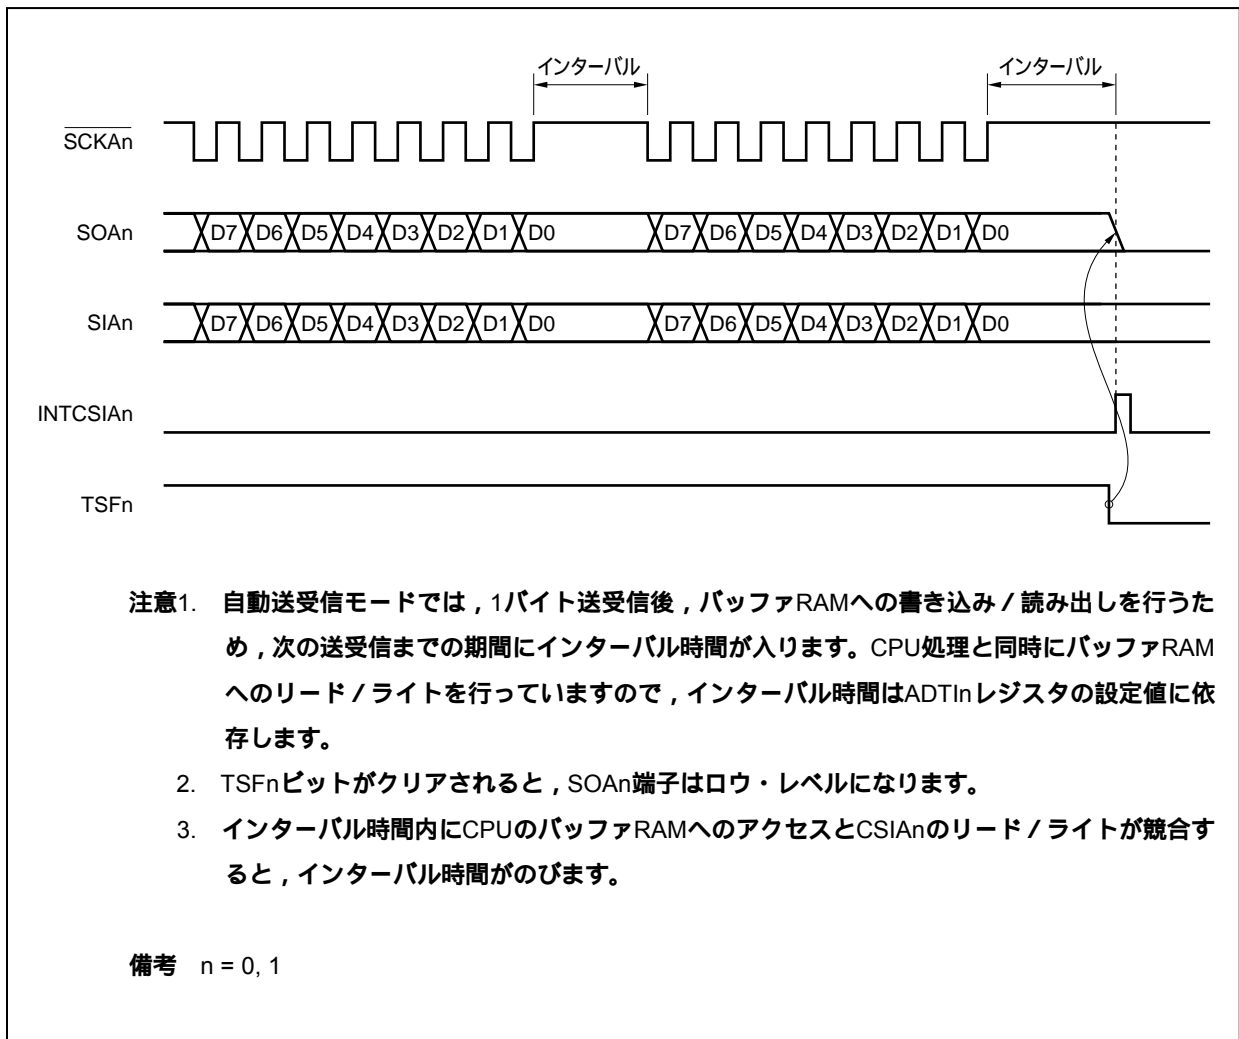 インターバル インターバル
SCKAn
SOAn D7 D6 D5 D4 D3 D2 D1 D0 D7 D6 D5 D4 D3 D2 D1 D0
SIAn D7 D6 D5 D4 D3 D2 D1 D0 D7 D6 D5 D4 D3 D2 D1 D0
INTCSIAn
TSFn
注意1. 自動送受信モードでは，1バイト送受信後，バッファRAMへの書き込み／読み出しを行うた
め，次の送受信までの期間にインターバル時間が入ります。CPU処理と同時にバッファRAM
へのリード／ライトを行っていますので，インターバル時間はADTInレジスタの設定値に依
存します。
2. TSFnビットがクリアされると，SOAn端子はロウ・レベルになります。
3. インターバル時間内にCPUのバッファRAMへのアクセスとCSIAnのリード／ライトが競合す
ると，インターバル時間がのびます。
備考 n = 0, 1